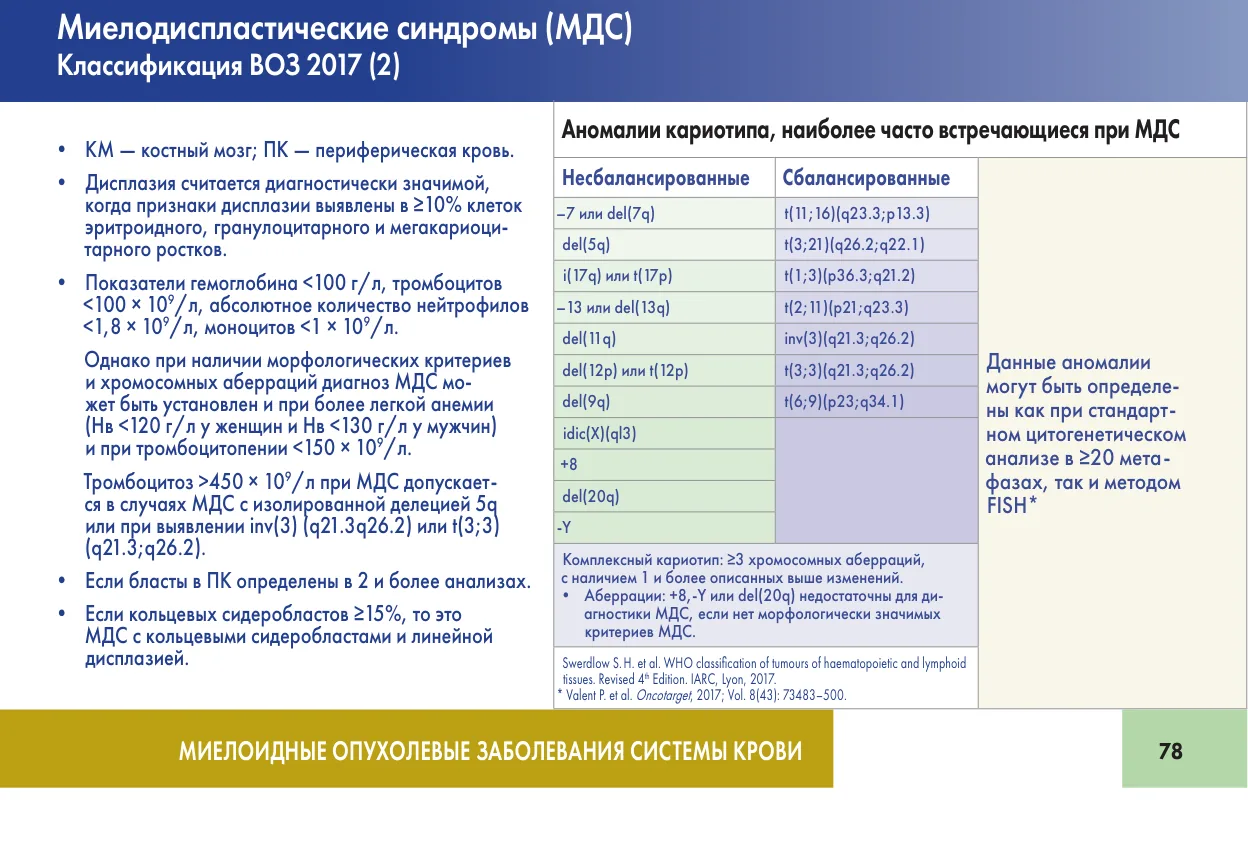 Миелодиспластические синдромы (МДС)
Классификация ВОЗ 2017 (2)
• КМ — костный мозг; ПК — периферическая кровь.
• Дисплазия считается диагностически значимой,
когда признаки дисплазии выявлены в ≥10% клеток
эритроидного, гранулоцитарного и мегакариоци-
тарного ростков.
• Показатели гемоглобина <100 г/л, тромбоцитов
<100 × 10⁹/л, абсолютное количество нейтрофилов
<1,8 × 10⁹/л, моноцитов <1 × 10⁹/л.
Однако при наличии морфологических критериев
и хромосомных аберраций диагноз МДС мо-
жет быть установлен и при более легкой анемии
(Нв <120 г/л у женщин и Нв <130 г/л у мужчин)
и при тромбоцитопении <150 × 10⁹/л.
Тромбоцитоз >450 × 10⁹/л при МДС допускает-
ся в случаях МДС с изолированной делецией 5q
или при выявлении inv(3) (q21.3q26.2) или t(3;3)
(q21.3;q26.2).
• Если бласты в ПК определены в 2 и более анализах.
• Если кольцевых сидеробластов ≥15%, то это
МДС с кольцевыми сидеробластами и линейной
дисплазией.
Аномалии кариотипа, наиболее часто встречающиеся при МДС
Несбалансированные Сбалансированные
–7 или del(7q) t(11;16)(q23.3;p13.3)
del(5q) t(3;21)(q26.2;q22.1)
i(17q) или t(17p) t(1;3)(p36.3;q21.2)
–13 или del(13q) t(2;11)(p21;q23.3)
del(11q) inv(3)(q21.3;q26.2)
del(12p) или t(12p) t(3;3)(q21.3;q26.2)
del(9q) t(6;9)(p23;q34.1)
idic(X)(ql3)
+8
del(20q)
-Y
Данные аномалии
могут быть определе-
ны как при стандарт-
ном цитогенетическом
анализе в ≥20 мета-
фазах, так и методом
FISH*
Комплексный кариотип: ≥3 хромосомных аберраций,
с наличием 1 и более описанных выше изменений.
• Аберрации: +8,-Y или del(20q) недостаточны для ди-
агностики МДС, если нет морфологически значимых
критериев МДС.
Swerdlow S.H. et al. WHO classification of tumours of haematopoietic and lymphoid
tissues. Revised 4th Edition. IARC, Lyon, 2017.
* Valent P. et al. Oncotarget, 2017; Vol. 8(43): 73483–500.
МИЕЛОИДНЫЕ ОПУХОЛЕВЫЕ ЗАБОЛЕВАНИЯ СИСТЕМЫ КРОВИ
78